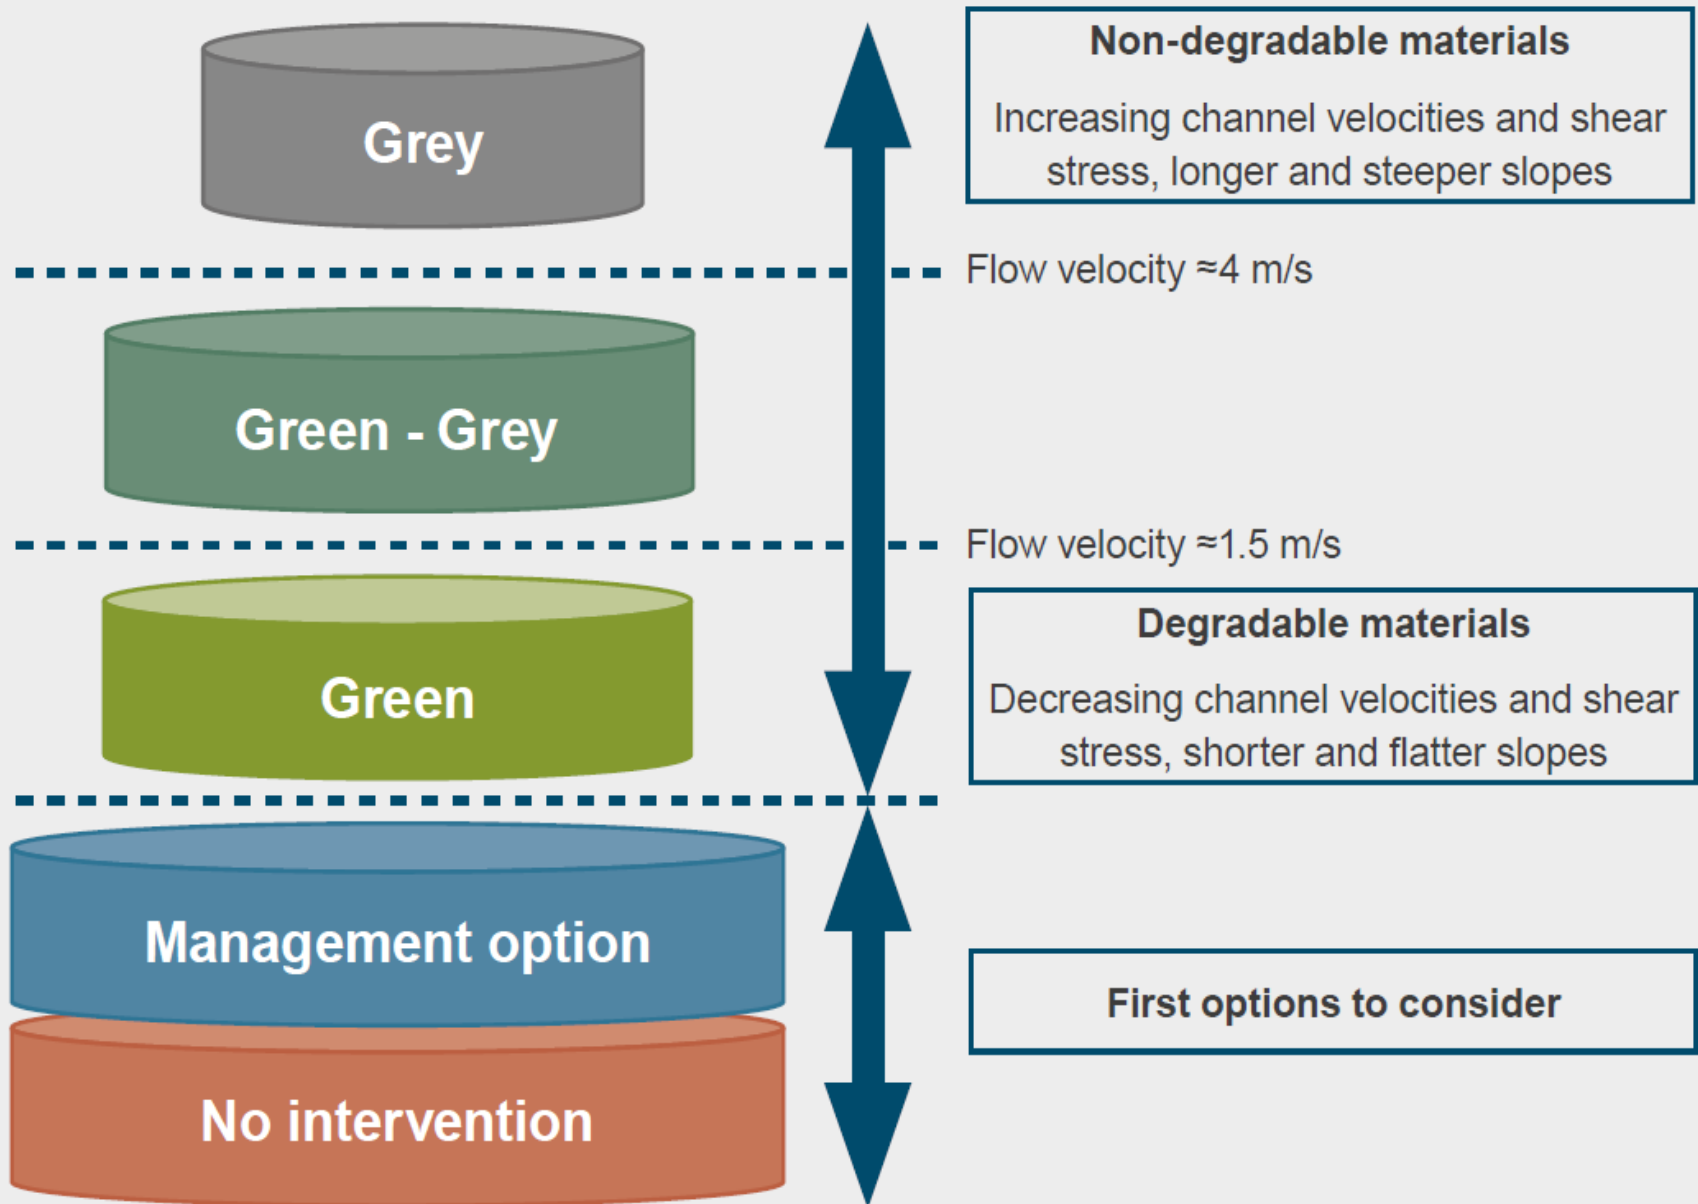 Grey
Non-degradable materials
Increasing channel velocities and shear
stress, longer and steeper slopes
Flow velocity ≈4 m/s
Green - Grey
Flow velocity ≈1.5 m/s
Green
Degradable materials
Decreasing channel velocities and shear
stress, shorter and flatter slopes
Management option
First options to consider
No intervention